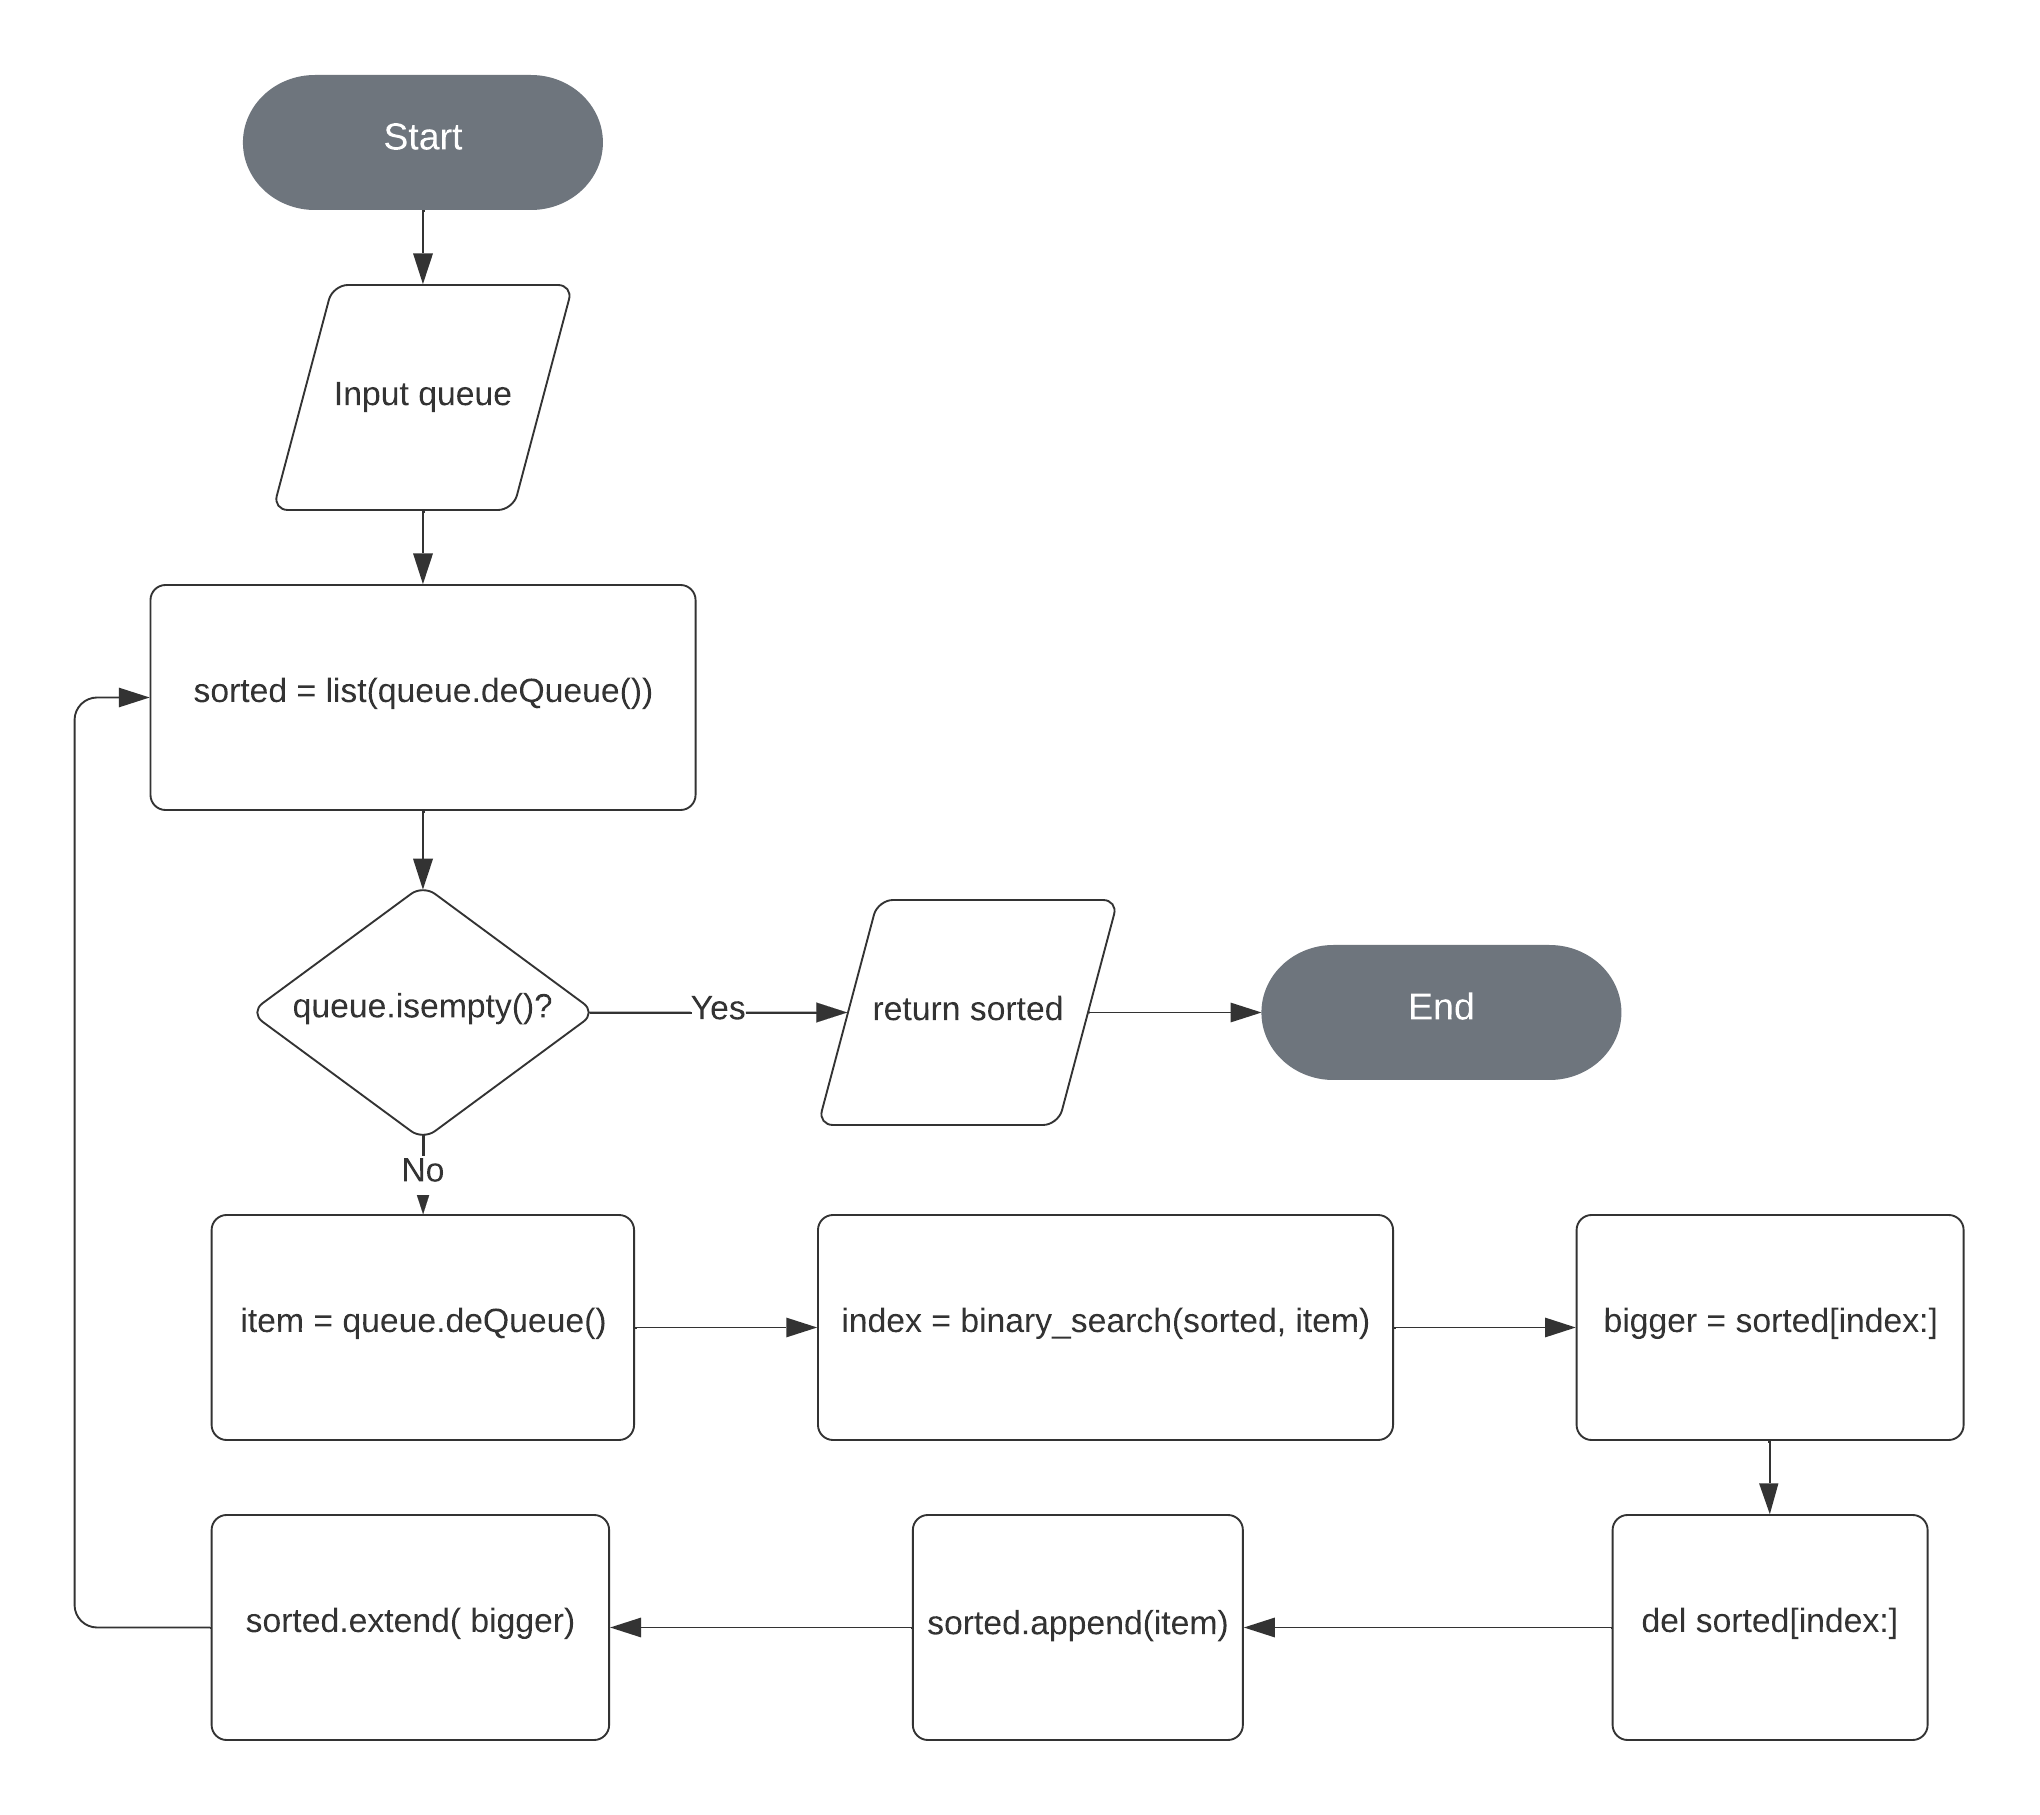 Start
Input queue
sorted = list(queue.deQueue())
queue.isempty()?
Yes
return sorted
End
No
item = queue.deQueue()
index = binary_search(sorted, item)
bigger = sorted[index:]
del sorted[index:]
sorted.append(item)
sorted.extend( bigger)